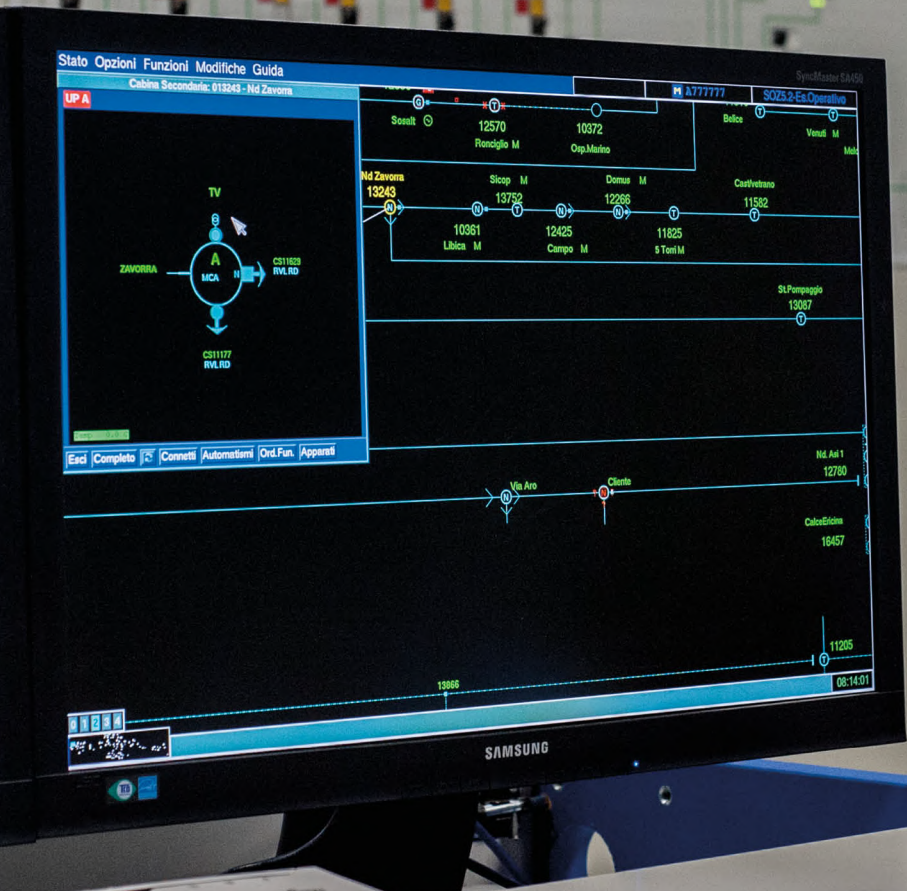 SyncMaster SA450
Stato Opzioni Funzioni Modifiche Guida
Cabina Secondaria: 013243 - Nd Zavorra
M A777777
SOZ5.2-Es.Operativo
UP A
G
T
Sosalt
12570
Ronciglio M
10372
Osp.Marino
Belice
T
T
Venuti M
Nd Zavorra
13243
N
Sicop M
13752
Domus M
12266
Castlvetrano
11582
N
T
N
N
T
T
10361
Libica M
12425
Campo M
11825
5 Torri M
TV
A
MCA
N
ZAVORRA
CS11629
RVL RD
CS11177
RVL RD
St.Pompaggio
13087
T
Esci Completo Connetti Automatismi Ord.Fun. Apparati
Nd. Asi 1
12780
Via Aro
N
Cliente
N
CalceEricina
16457
11205
T
13866
08:14:01
0 1 2 3 4
SAMSUNG